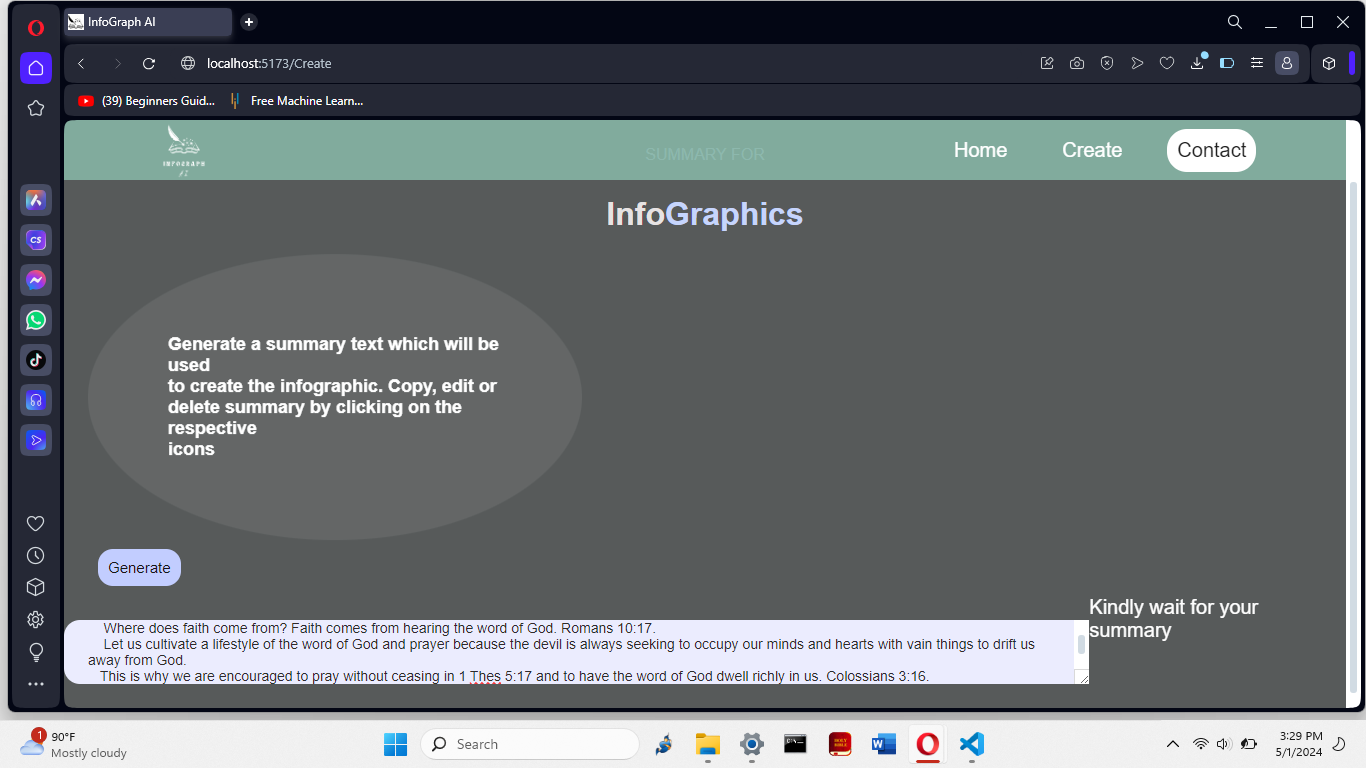 InfoGraph AI
localhost:5173/Create
(39) Beginners Guid...
Free Machine Learn...
INFOGRAPH
SUMMARY FOR
Home
Create
Contact
InfoGraphics
Generate a summary text which will be
used
to create the infographic. Copy, edit or
delete summary by clicking on the
respective
icons
Generate
Kindly wait for your
summary
Where does faith come from? Faith comes from hearing the word of God. Romans 10:17.
Let us cultivate a lifestyle of the word of God and prayer because the devil is always seeking to occupy our minds and hearts with vain things to drift us
away from God.
This is why we are encouraged to pray without ceasing in 1 Thes 5:17 and to have the word of God dwell richly in us. Colossians 3:16.
CS
1
90°F
Mostly cloudy
Search
HOLY
BIBLE
3:29 PM
5/1/2024